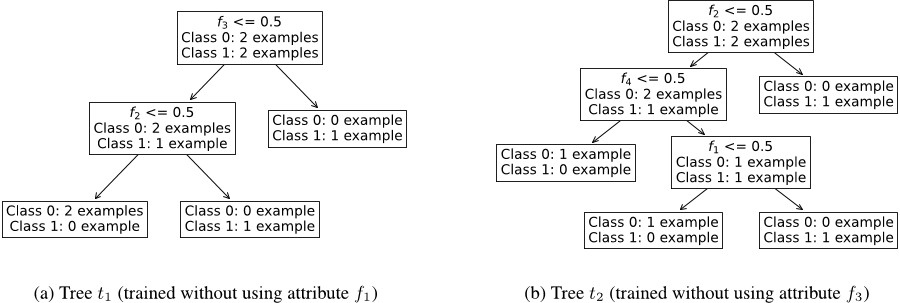 f3 <= 0.5
Class 0: 2 examples
Class 1: 2 examples
f2 <= 0.5
Class 0: 2 examples
Class 1: 1 example
Class 0: 0 example
Class 1: 1 example
Class 0: 2 examples
Class 1: 0 example
Class 0: 0 example
Class 1: 1 example
(a) Tree t1 (trained without using attribute f1)
f2 <= 0.5
Class 0: 2 examples
Class 1: 2 examples
f4 <= 0.5
Class 0: 2 examples
Class 1: 1 example
Class 0: 0 example
Class 1: 1 example
Class 0: 1 example
Class 1: 0 example
f1 <= 0.5
Class 0: 1 example
Class 1: 1 example
Class 0: 1 example
Class 1: 0 example
Class 0: 0 example
Class 1: 1 example
(b) Tree t2 (trained without using attribute f3)